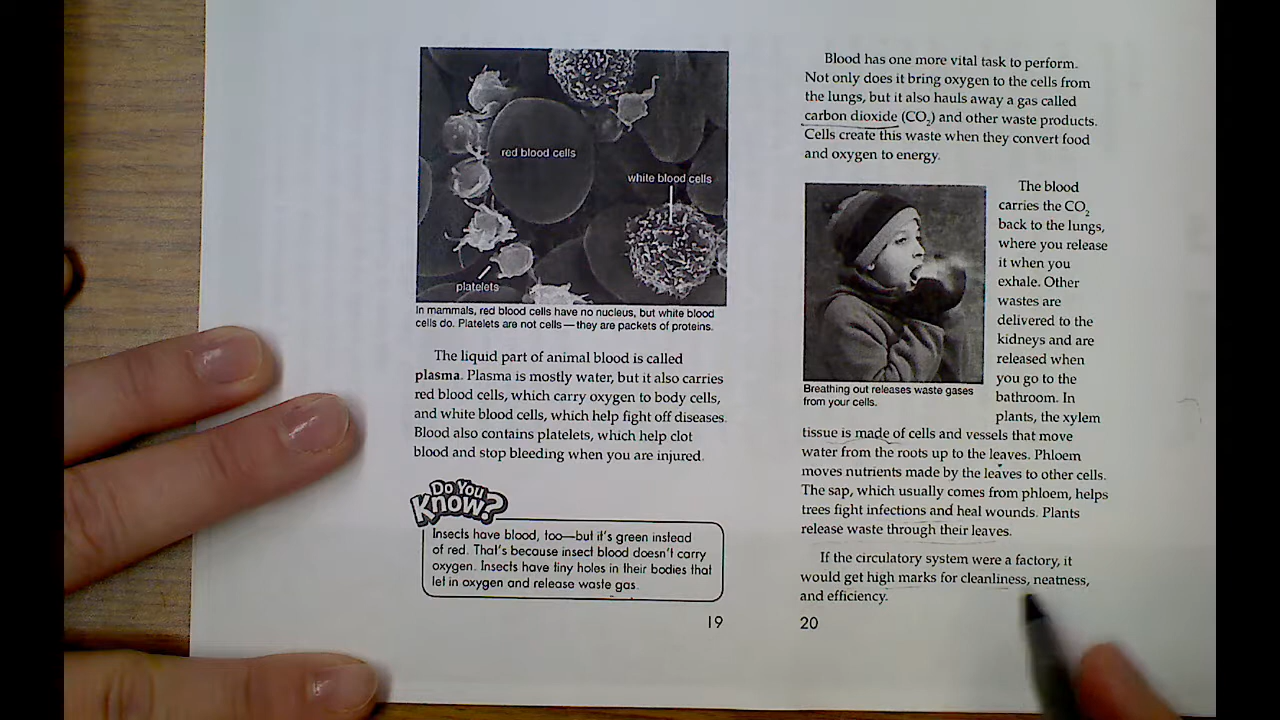 red blood cells
white blood cells
platelets
In mammals, red blood cells have no nucleus, but white blood
cells do. Platelets are not cells—they are packets of proteins.
The liquid part of animal blood is called
plasma. Plasma is mostly water, but it also carries
red blood cells, which carry oxygen to body cells,
and white blood cells, which help fight off diseases.
Blood also contains platelets, which help clot
blood and stop bleeding when you are injured.
Do You
Know?
Insects have blood, too—but it's green instead
of red. That's because insect blood doesn't carry
oxygen. Insects have tiny holes in their bodies that
let in oxygen and release waste gas.
19
Blood has one more vital task to perform.
Not only does it bring oxygen to the cells from
the lungs, but it also hauls away a gas called
carbon dioxide (CO₂) and other waste products.
Cells create this waste when they convert food
and oxygen to energy.
The blood
carries the CO₂
back to the lungs,
where you release
it when you
exhale. Other
wastes are
delivered to the
kidneys and are
released when
you go to the
bathroom. In
plants, the xylem
Breathing out releases waste gases
from your cells.
tissue is made of cells and vessels that move
water from the roots up to the leaves. Phloem
moves nutrients made by the leaves to other cells.
The sap, which usually comes from phloem, helps
trees fight infections and heal wounds. Plants
release waste through their leaves.
If the circulatory system were a factory, it
would get high marks for cleanliness, neatness,
and efficiency.
20